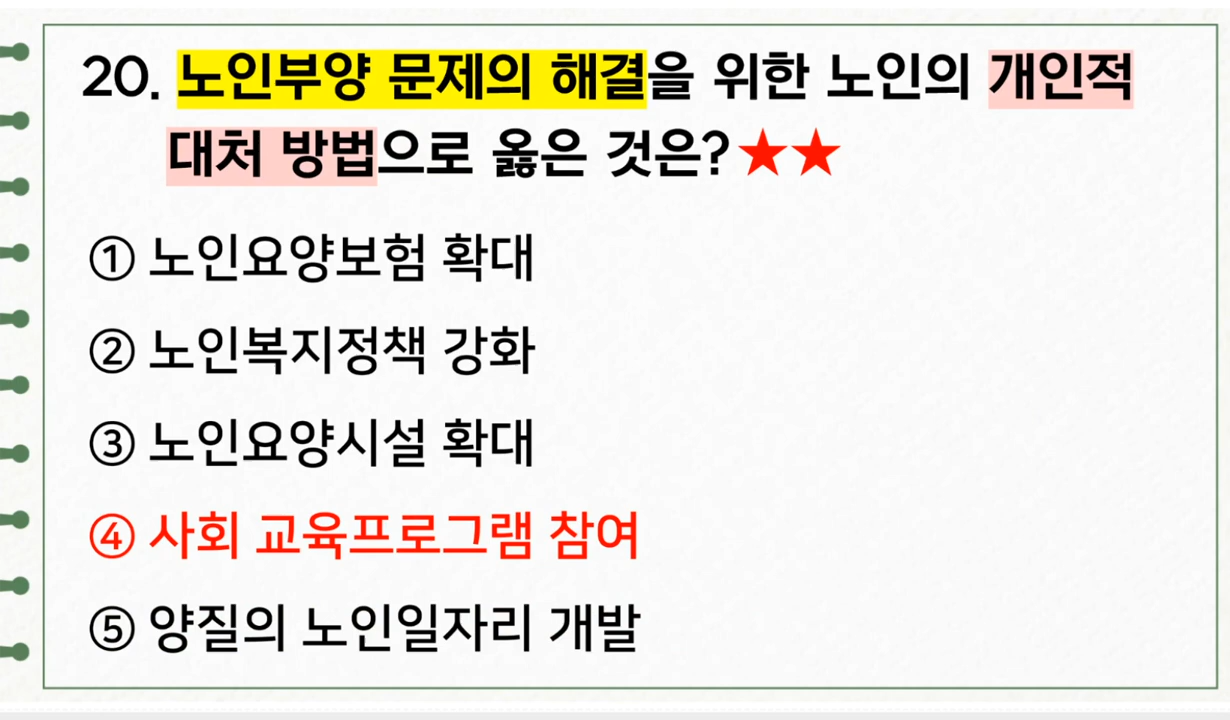 20. 노인부양 문제의 해결을 위한 노인의 개인적
대처 방법으로 옳은 것은?★★
① 노인요양보험 확대
② 노인복지정책 강화
③ 노인요양시설 확대
④ 사회 교육프로그램 참여
⑤ 양질의 노인일자리 개발